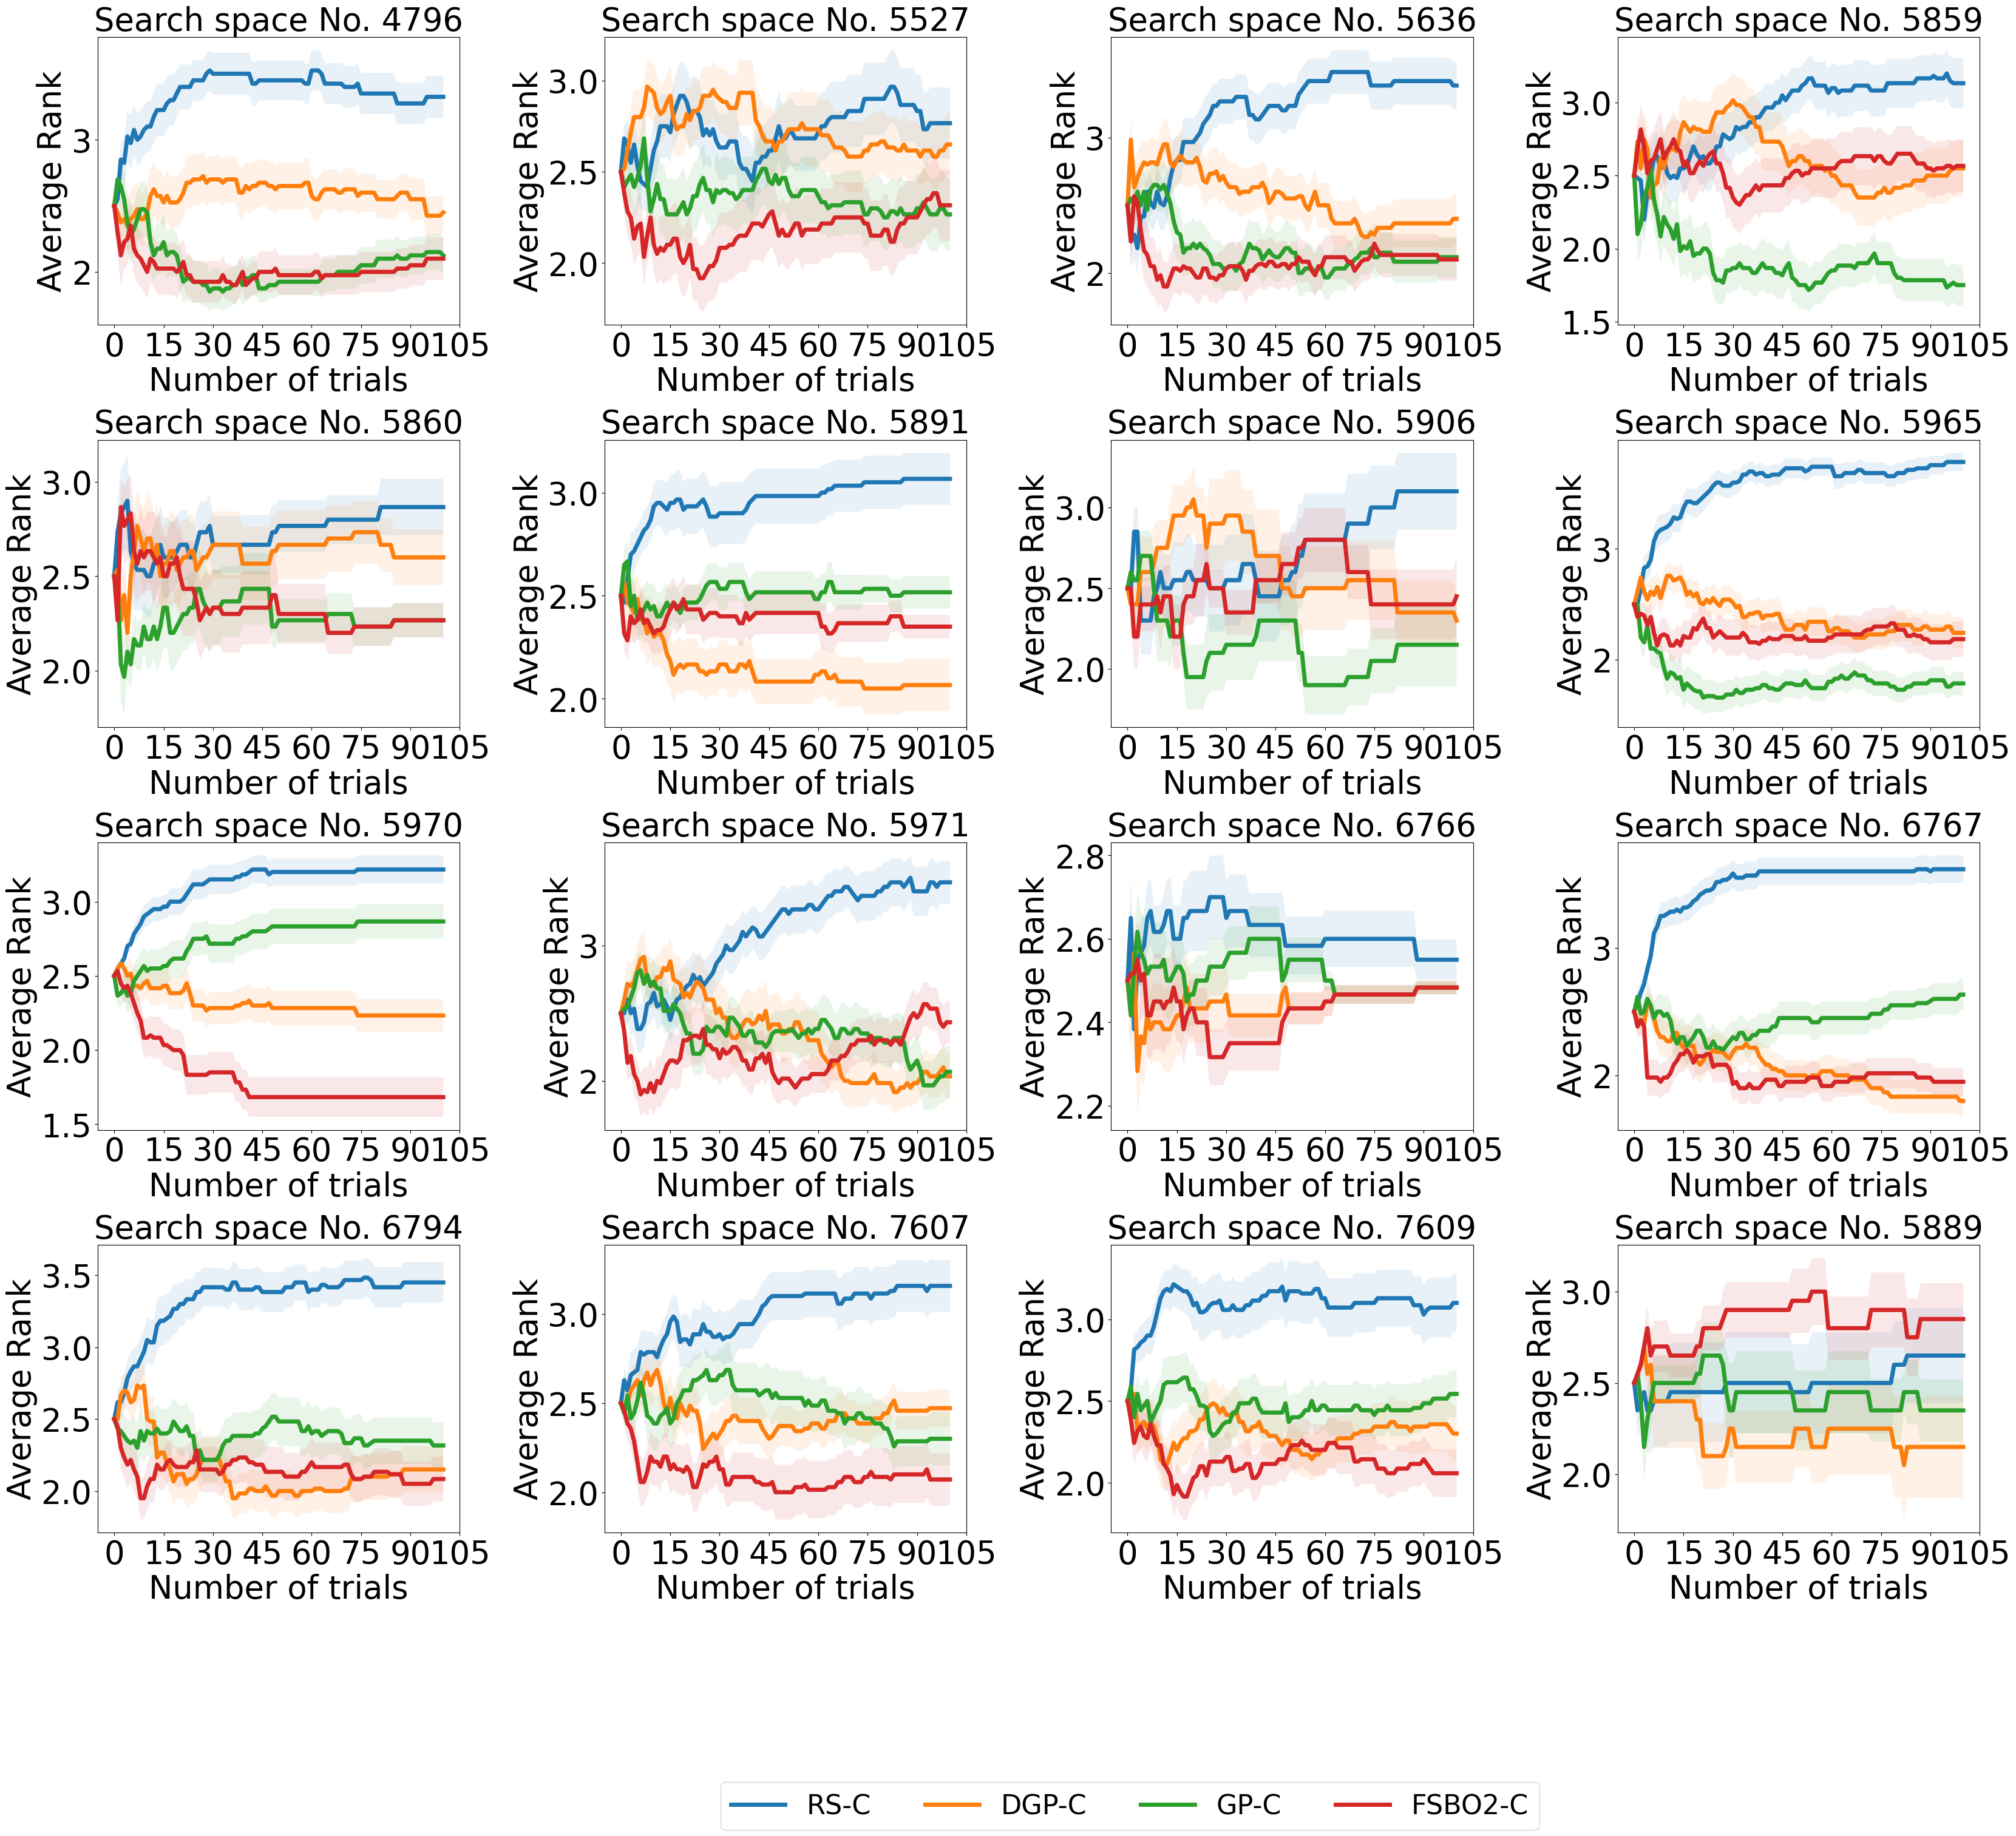 Search space No. 4796
Average Rank
3
2
0 15 30 45 60 75 90105
Number of trials
Search space No. 5527
Average Rank
3.0
2.5
2.0
0 15 30 45 60 75 90105
Number of trials
Search space No. 5636
Average Rank
3
2
0 15 30 45 60 75 90105
Number of trials
Search space No. 5859
Average Rank
3.0
2.5
2.0
1.5
0 15 30 45 60 75 90105
Number of trials
Search space No. 5860
Average Rank
3.0
2.5
2.0
0 15 30 45 60 75 90105
Number of trials
Search space No. 5891
Average Rank
3.0
2.5
2.0
0 15 30 45 60 75 90105
Number of trials
Search space No. 5906
Average Rank
3.0
2.5
2.0
0 15 30 45 60 75 90105
Number of trials
Search space No. 5965
Average Rank
3
2
0 15 30 45 60 75 90105
Number of trials
Search space No. 5970
Average Rank
3.0
2.5
2.0
1.5
0 15 30 45 60 75 90105
Number of trials
Search space No. 5971
Average Rank
3
2
0 15 30 45 60 75 90105
Number of trials
Search space No. 6766
Average Rank
2.8
2.6
2.4
2.2
0 15 30 45 60 75 90105
Number of trials
Search space No. 6767
Average Rank
3
2
0 15 30 45 60 75 90105
Number of trials
Search space No. 6794
Average Rank
3.5
3.0
2.5
2.0
0 15 30 45 60 75 90105
Number of trials
Search space No. 7607
Average Rank
3.0
2.5
2.0
0 15 30 45 60 75 90105
Number of trials
Search space No. 7609
Average Rank
3.0
2.5
2.0
0 15 30 45 60 75 90105
Number of trials
Search space No. 5889
Average Rank
3.0
2.5
2.0
0 15 30 45 60 75 90105
Number of trials
RS-C DGP-C GP-C FSBO2-C